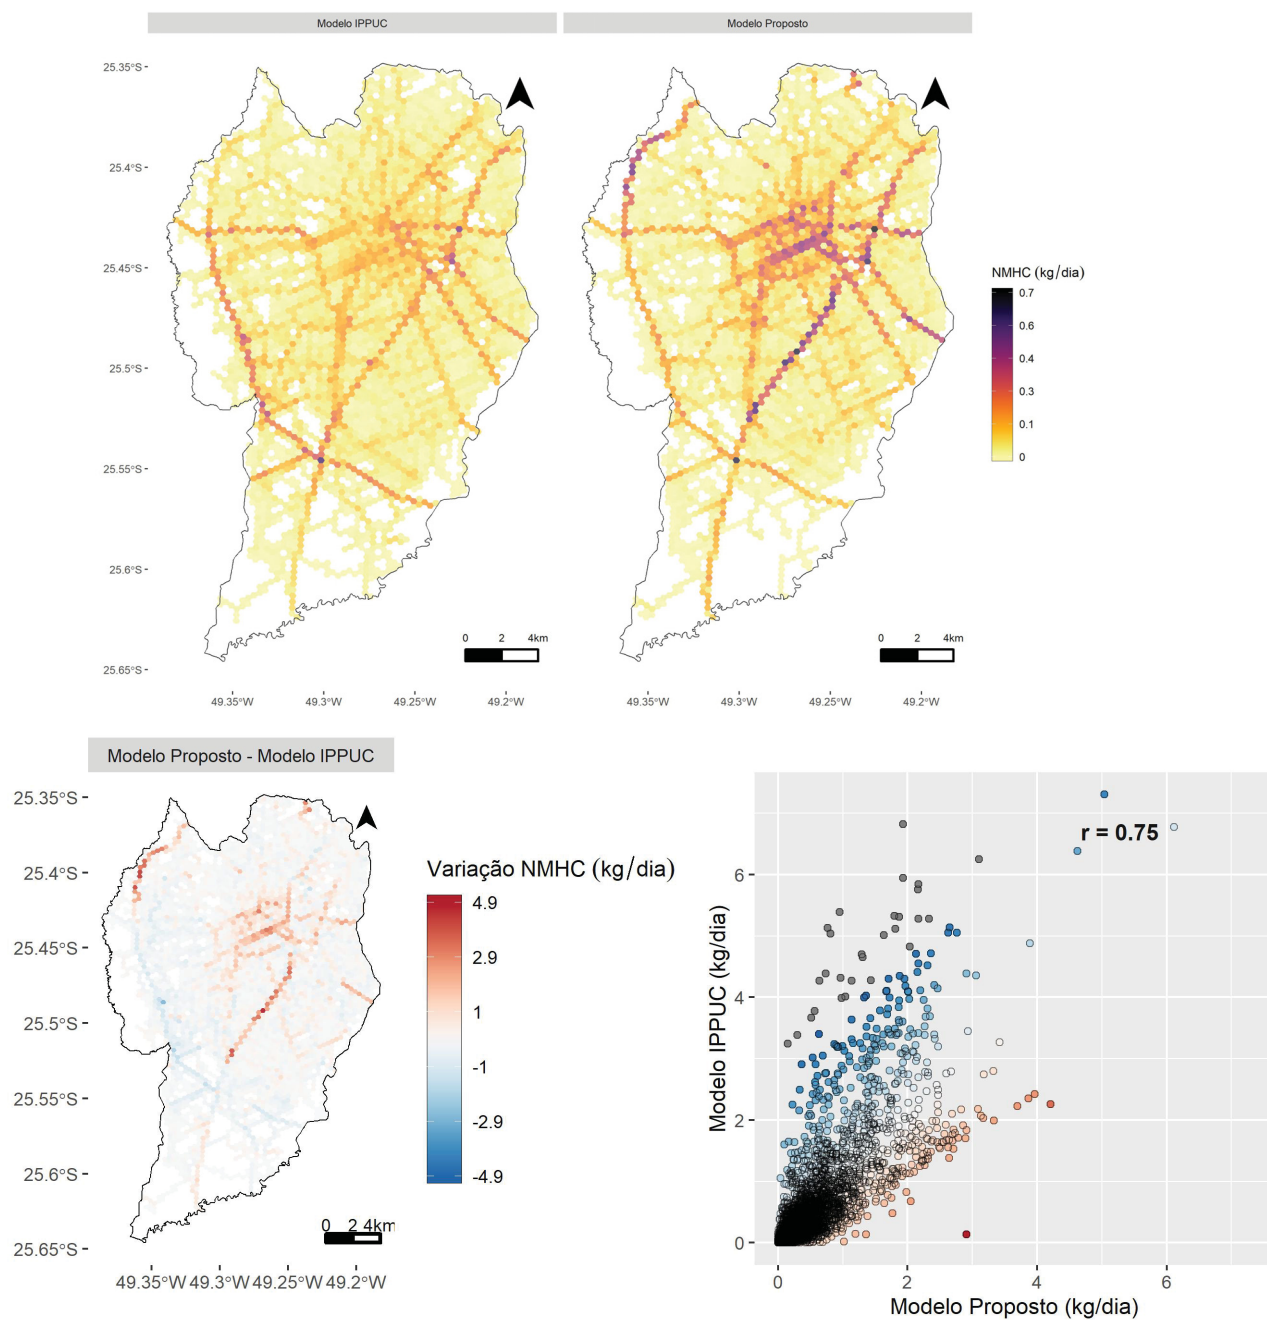 Modelo IPPUC
Modelo Proposto
25.35°S
25.4°S
25.45°S
25.5°S
25.55°S
25.6°S
25.65°S
0 2 4km
0 2 4km
49.35°W 49.3°W 49.25°W 49.2°W
49.35°W 49.3°W 49.25°W 49.2°W
NMHC (kg/dia)
0.7
0.6
0.4
0.3
0.1
0
Modelo Proposto - Modelo IPPUC
25.35°S
25.4°S
25.45°S
25.5°S
25.55°S
25.6°S
25.65°S
0 2 4km
49.35°W 49.3°W 49.25°W 49.2°W
Variação NMHC (kg/dia)
4.9
2.9
1
-1
-2.9
-4.9
r = 0.75
Modelo IPPUC (kg/dia)
6
4
2
0
0 2 4 6
Modelo Proposto (kg/dia)